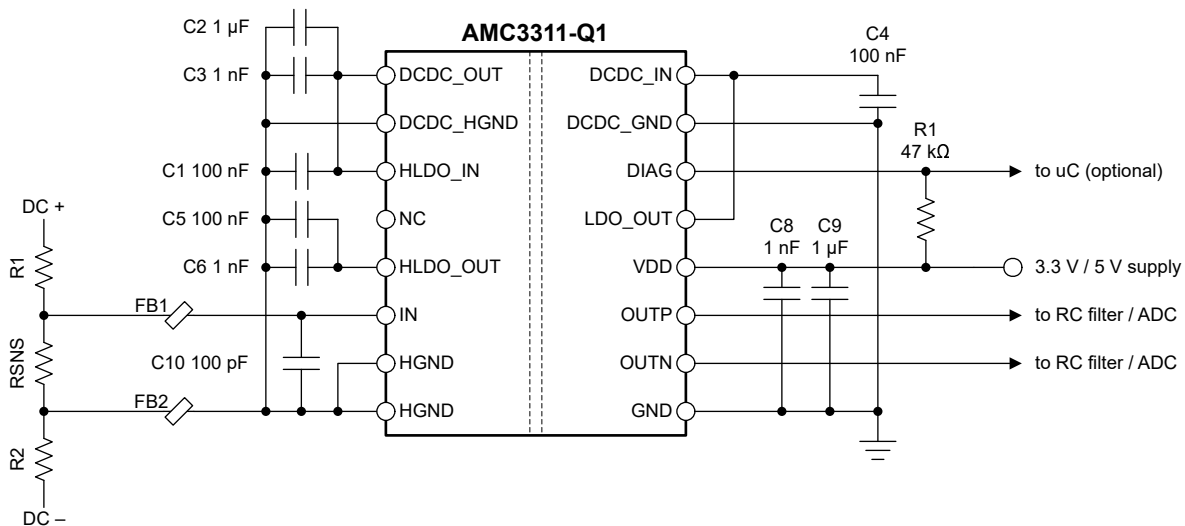 AMC3311-Q1
C2 1 µF
C3 1 nF
C1 100 nF
C5 100 nF
C6 1 nF
DC +
R1
FB1
RSNS
C10 100 pF
FB2
R2
DC –
DCDC_OUT
DCDC_HGND
HLDO_IN
NC
HLDO_OUT
IN
HGND
HGND
DCDC_IN
DCDC_GND
DIAG
LDO_OUT
VDD
OUTP
OUTN
GND
C4
100 nF
R1
47 kΩ
C8
1 nF
C9
1 µF
to uC (optional)
3.3 V / 5 V supply
to RC filter / ADC
to RC filter / ADC